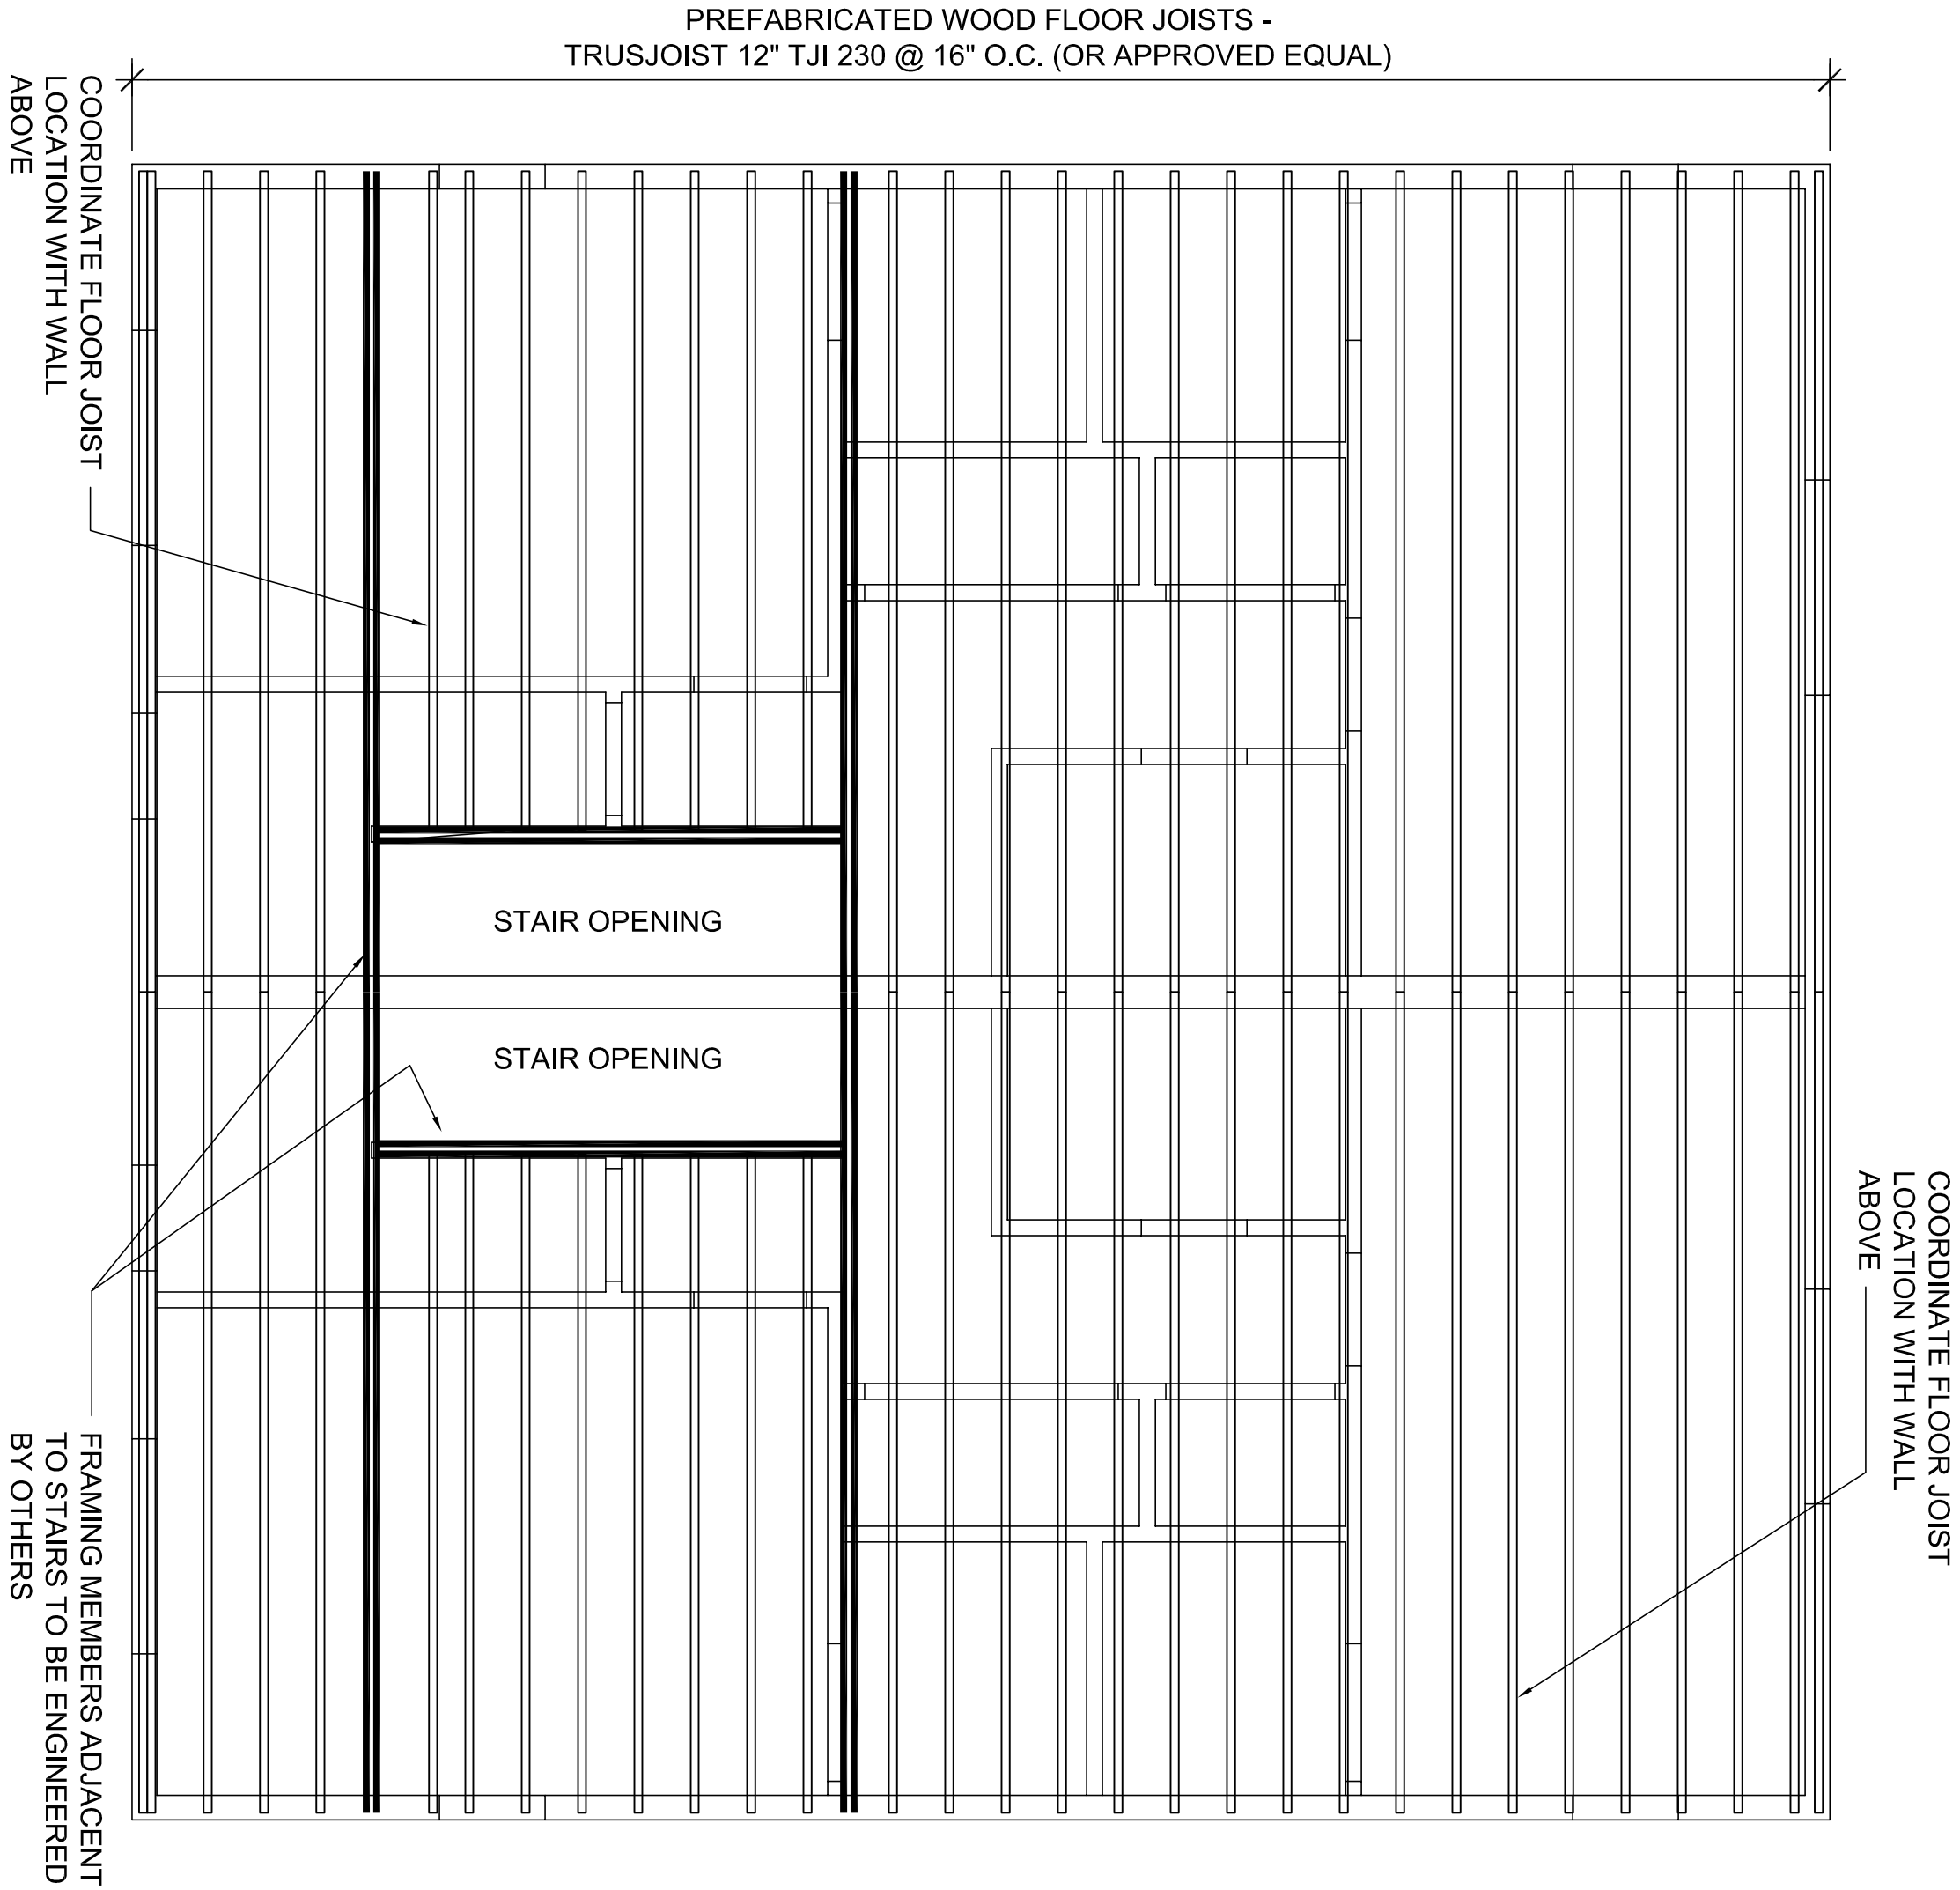 PREFABRICATED WOOD FLOOR JOISTS -
TRUSJOIST 12" TJI 230 @ 16" O.C. (OR APPROVED EQUAL)
COORDINATE FLOOR JOIST
LOCATION WITH WALL
ABOVE
STAIR OPENING
STAIR OPENING
COORDINATE FLOOR JOIST
LOCATION WITH WALL
ABOVE
FRAMING MEMBERS ADJACENT
TO STAIRS TO BE ENGINEERED
BY OTHERS